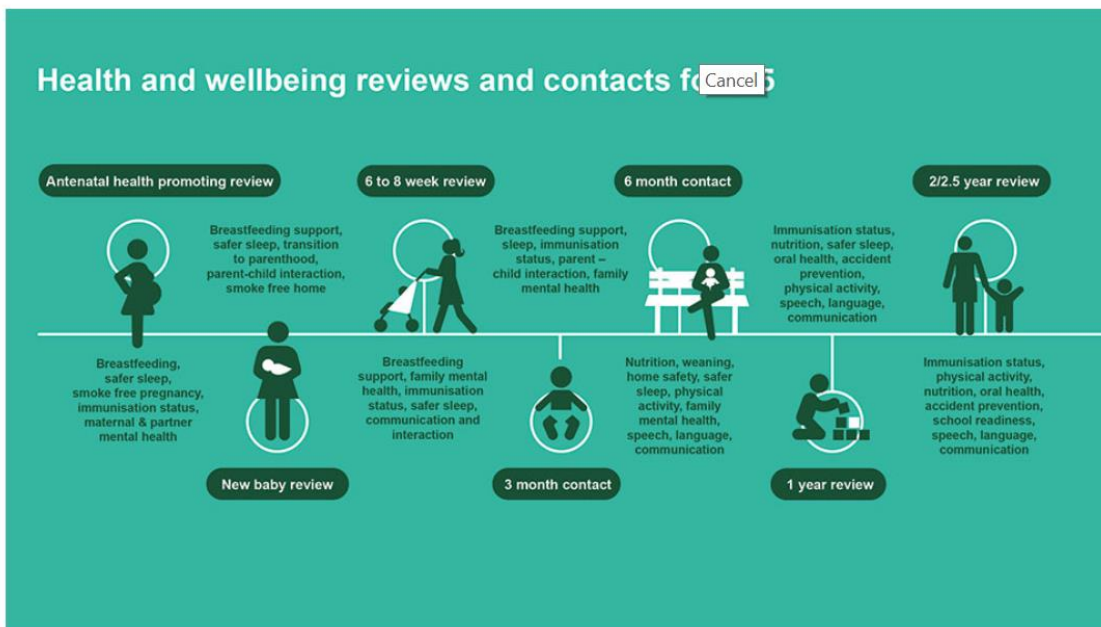 Health and wellbeing reviews and contacts
Cancel
Antenatal health promoting review
Breastfeeding,
safer sleep,
smoke free pregnancy,
immunisation status,
maternal & partner
mental health
Breastfeeding support,
safer sleep, transition
to parenthood,
parent-child interaction,
smoke free home
New baby review
6 to 8 week review
Breastfeeding
support, family mental
health, immunisation
status, safer sleep,
communication and
interaction
Breastfeeding support,
sleep, immunisation
status, parent –
child interaction, family
mental health
3 month contact
6 month contact
Nutrition, weaning,
home safety, safer
sleep, physical
activity, family
mental health,
speech, language,
communication
Immunisation status,
nutrition, safer sleep,
oral health, accident
prevention,
physical activity,
speech, language,
communication
1 year review
2/2.5 year review
Immunisation status,
physical activity,
nutrition, oral health,
accident prevention,
school readiness,
speech, language,
communication